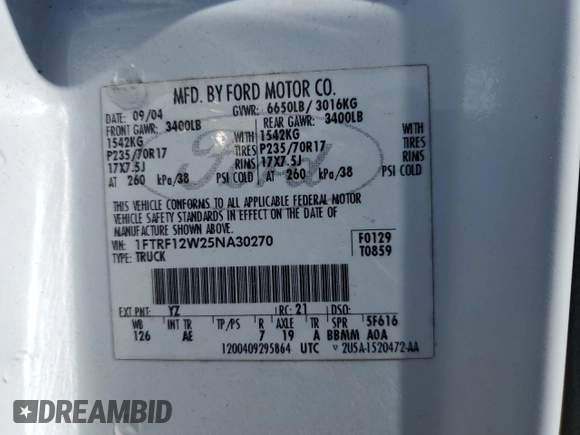 MFD. BY FORD MOTOR CO.
DATE: 09/04 GVWR: 6650LB/ 3016KG
FRONT GAWR: 3400LB REAR GAWR: 3400LB
1542KG WITH 1542KG WITH
P235/70R17 TIRES P235/70R17 TIRES
17X7.5J RIMS 17X7.5J RIMS
AT 260 kPa/38 PSI COLD AT 260 kPa/38 PSI COLD
Ford
THIS VEHICLE CONFORMS TO ALL APPLICABLE FEDERAL MOTOR
VEHICLE SAFETY STANDARDS IN EFFECT ON THE DATE OF
MANUFACTURE SHOWN ABOVE.
VIN: 1FTRF12W25NA30270 F0129
TYPE: TRUCK T0859
EXT PNT: YZ RC: 21 DSO:
WB INT TR TP/PS R AXLE TR SPR 5F616
126 AE 7 19 A BBMM AOA
1200409295864 UTC ▽ 2U5A-1520472-AA
DREAMBID